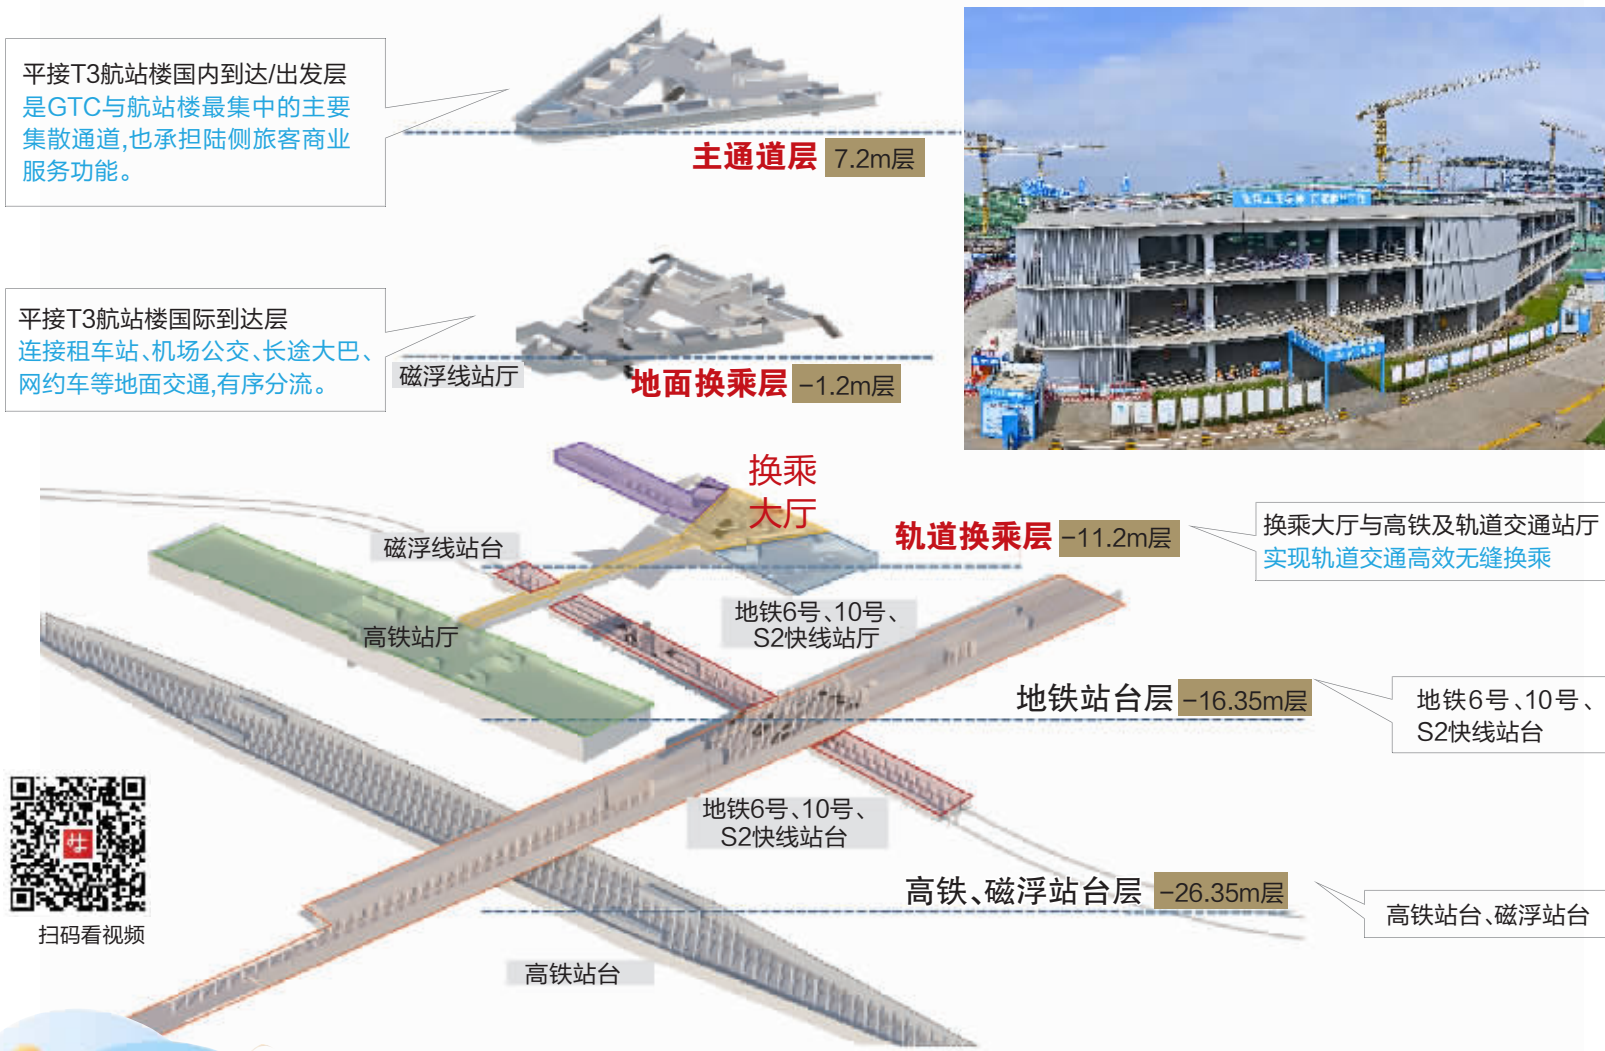 平接T3航站楼国内到达/出发层
是GTC与航站楼最集中的主要
集散通道,也承担陆侧旅客商业
服务功能。
主通道层 7.2m层
平接T3航站楼国际到达层
连接租车站、机场公交、长途大巴、
网约车等地面交通,有序分流。
磁浮线站厅
地面换乘层 -1.2m层
换乘
大厅
轨道换乘层 -11.2m层
换乘大厅与高铁及轨道交通站厅
实现轨道交通高效无缝换乘
磁浮线站台
高铁站厅
地铁6号、10号、
S2快线站厅
地铁站台层 -16.35m层
地铁6号、10号、
S2快线站台
地铁6号、10号、
S2快线站台
高铁、磁浮站台层 -26.35m层
高铁站台、磁浮站台
高铁站台
扫码看视频